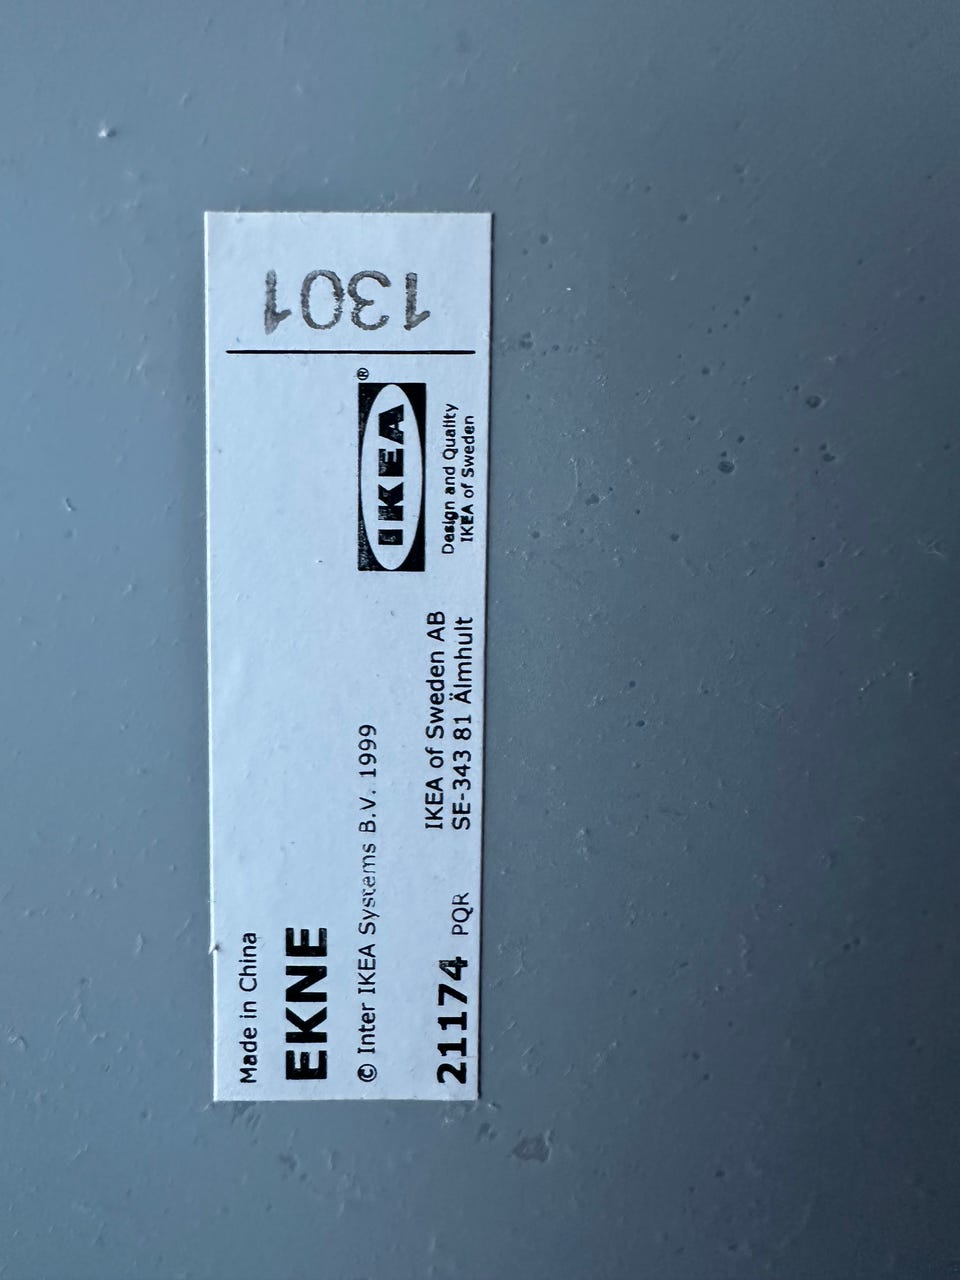 Made in China
EKNE
© Inter IKEA Systems B.V. 1999
21174 PQR
IKEA of Sweden AB
SE-343 81 Älmhult
IKEA®
Design and Quality
IKEA of Sweden
1301